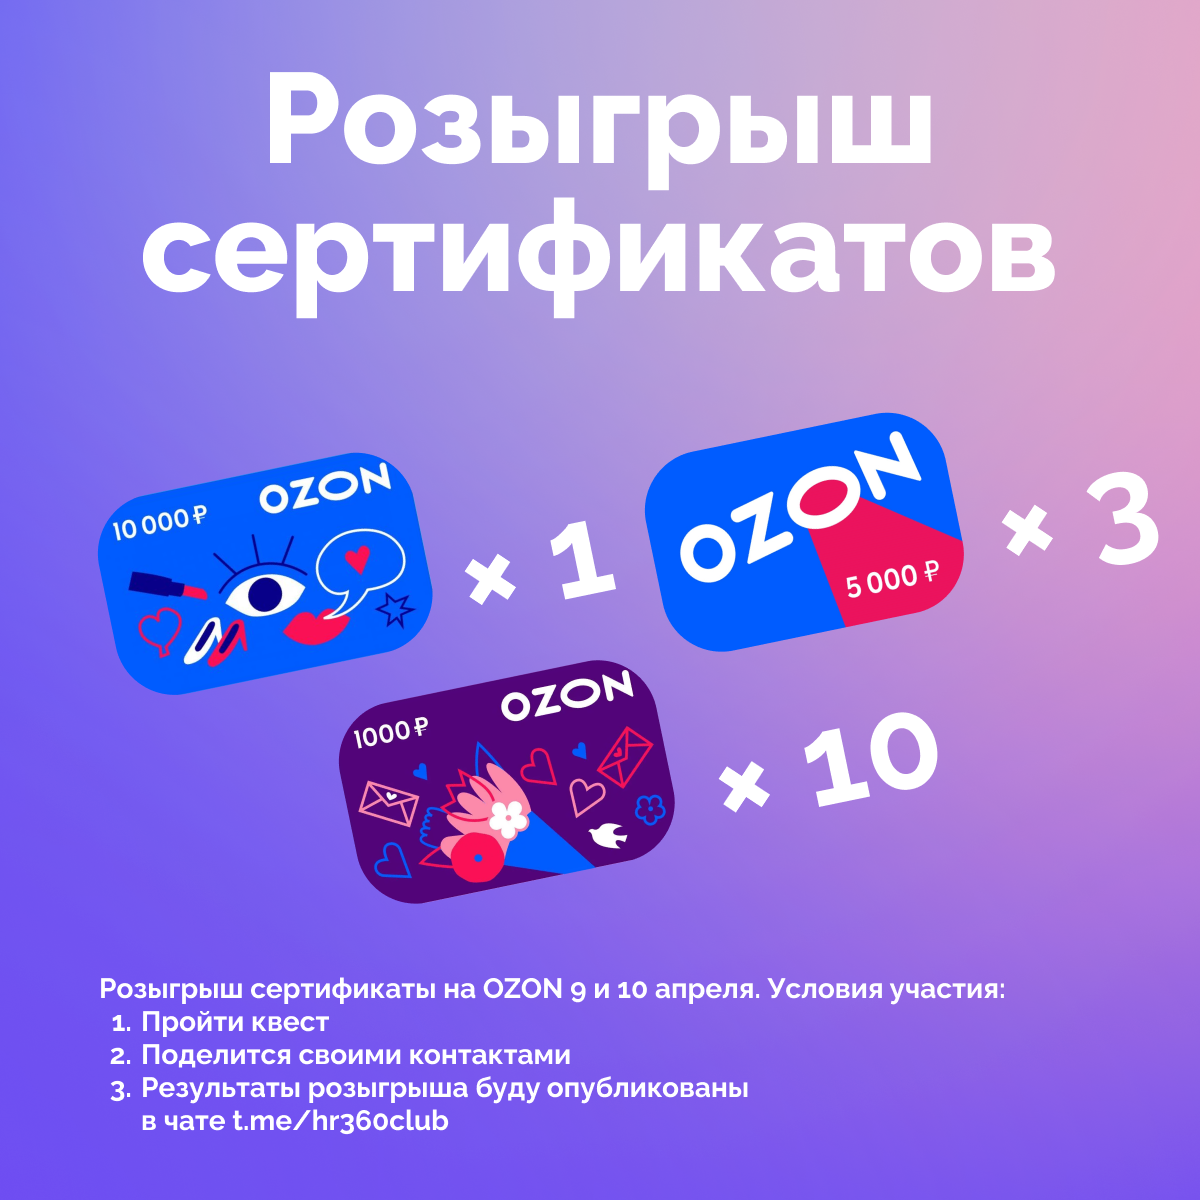 Розыгрыш
сертификатов
10 000 ₽
OZON
× 1
OZON
5 000 ₽
× 3
1000 ₽
OZON
× 10
Розыгрыш сертификаты на OZON 9 и 10 апреля. Условия участия:
1. Пройти квест
2. Поделится своими контактами
3. Результаты розыгрыша буду опубликованы
в чате t.me/hr360club